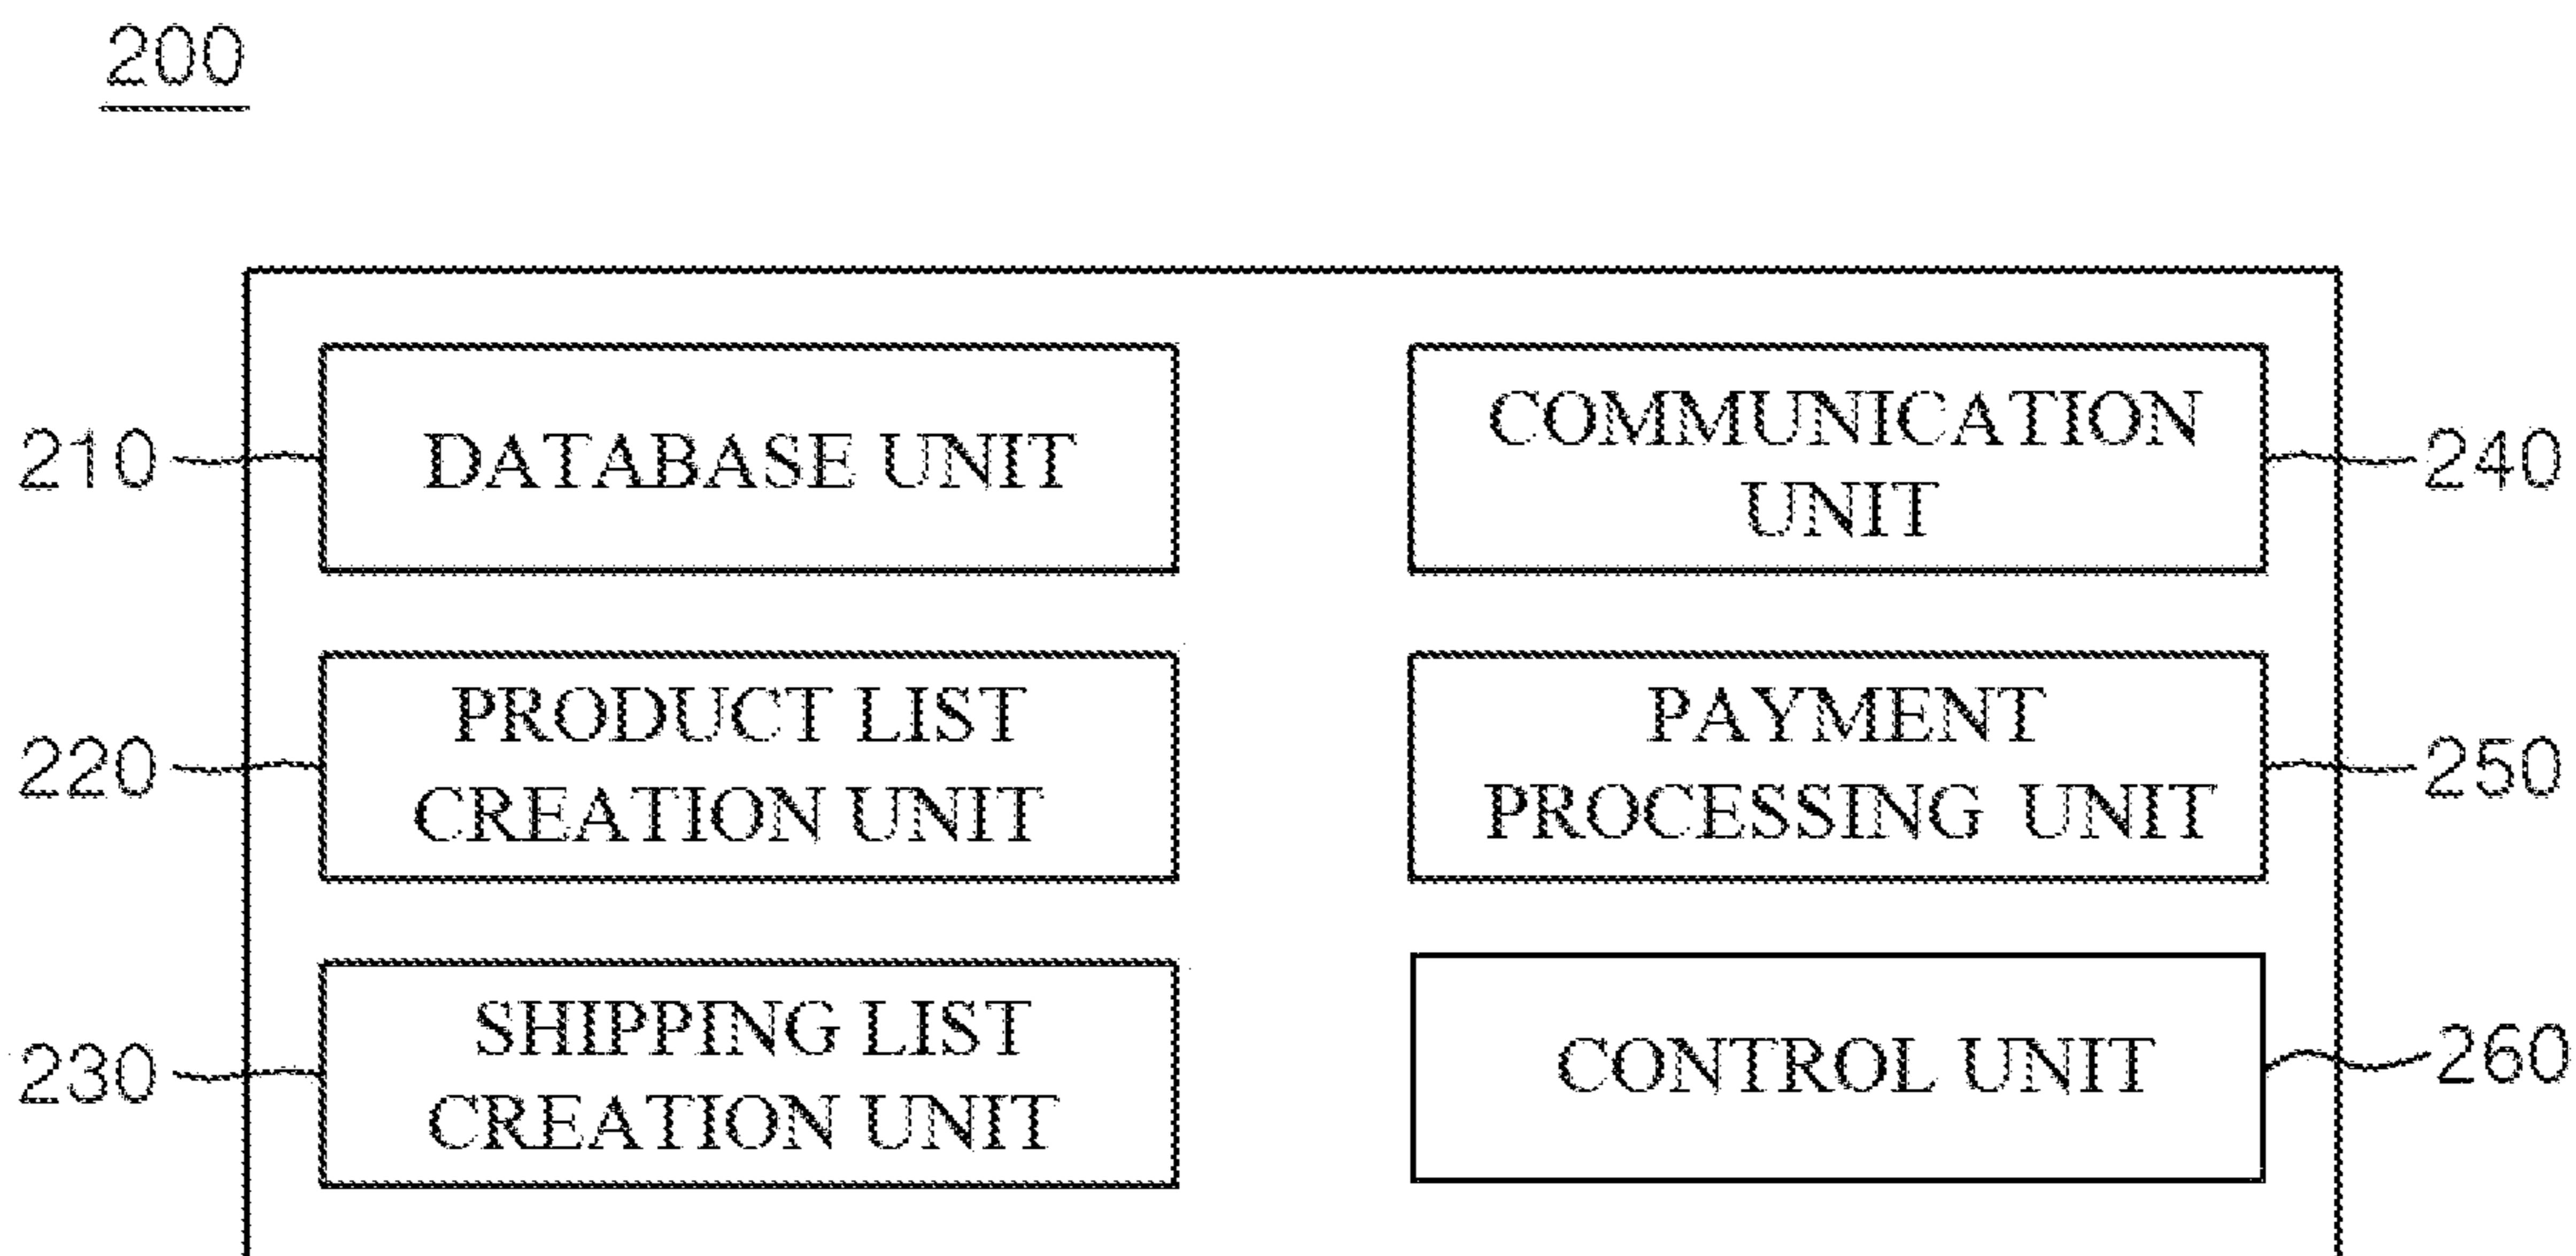 200
210
DATABASE UNIT
COMMUNICATION
UNIT
240
220
PRODUCT LIST
CREATION UNIT
PAYMENT
PROCESSING UNIT
250
230
SHIPPING LIST
CREATION UNIT
CONTROL UNIT
260